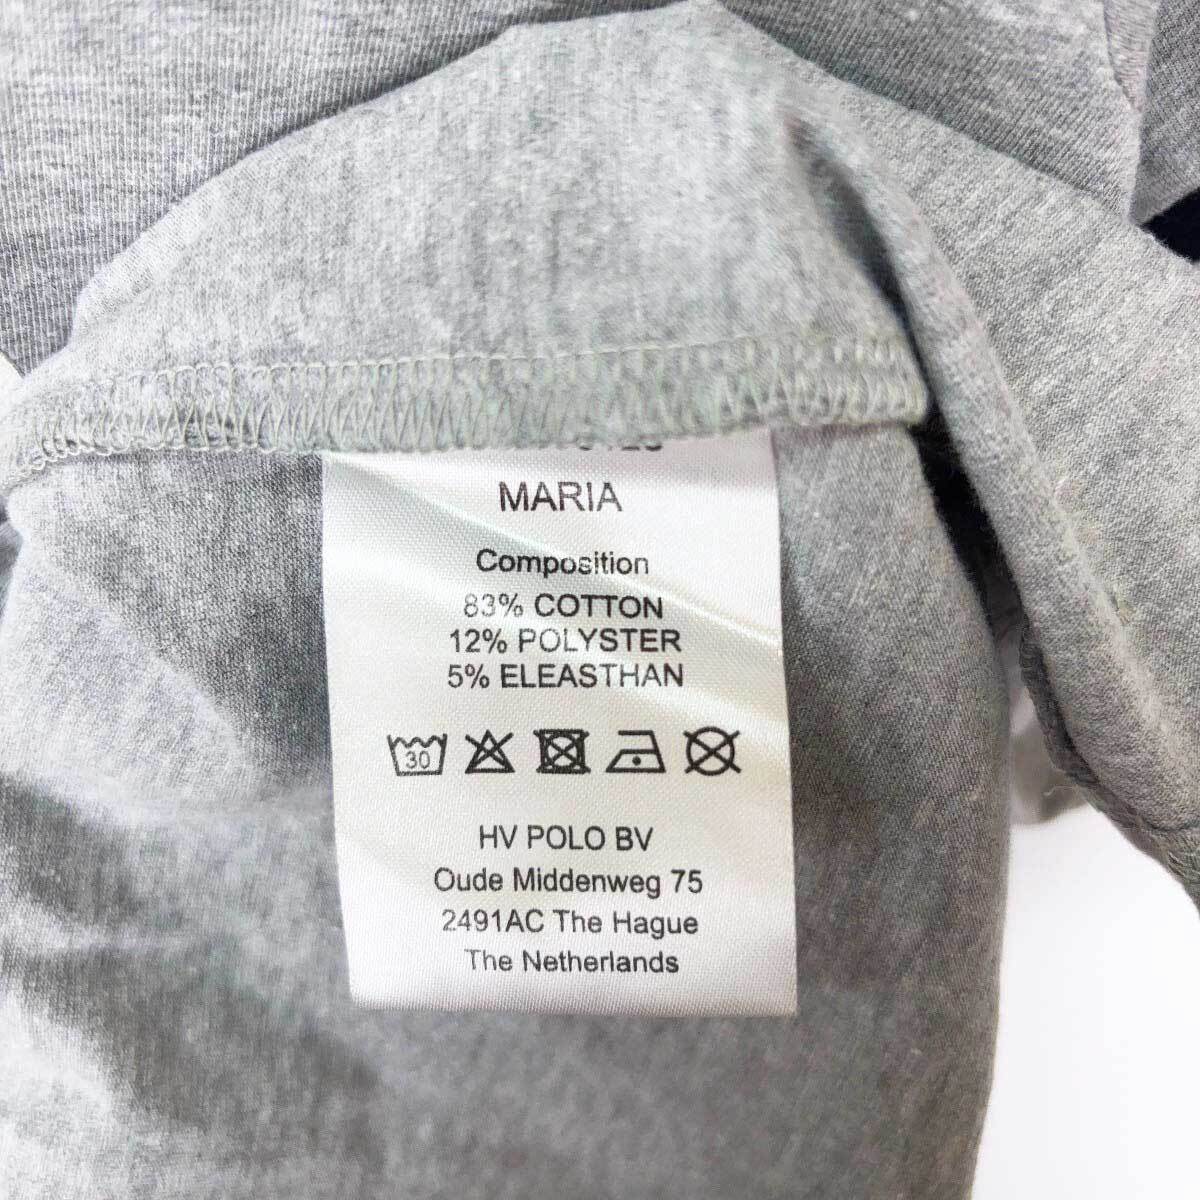 MARIA
Composition
83% COTTON
12% POLYSTER
5% ELEASTHAN
30
HV POLO BV
Oude Middenweg 75
2491AC The Hague
The Netherlands